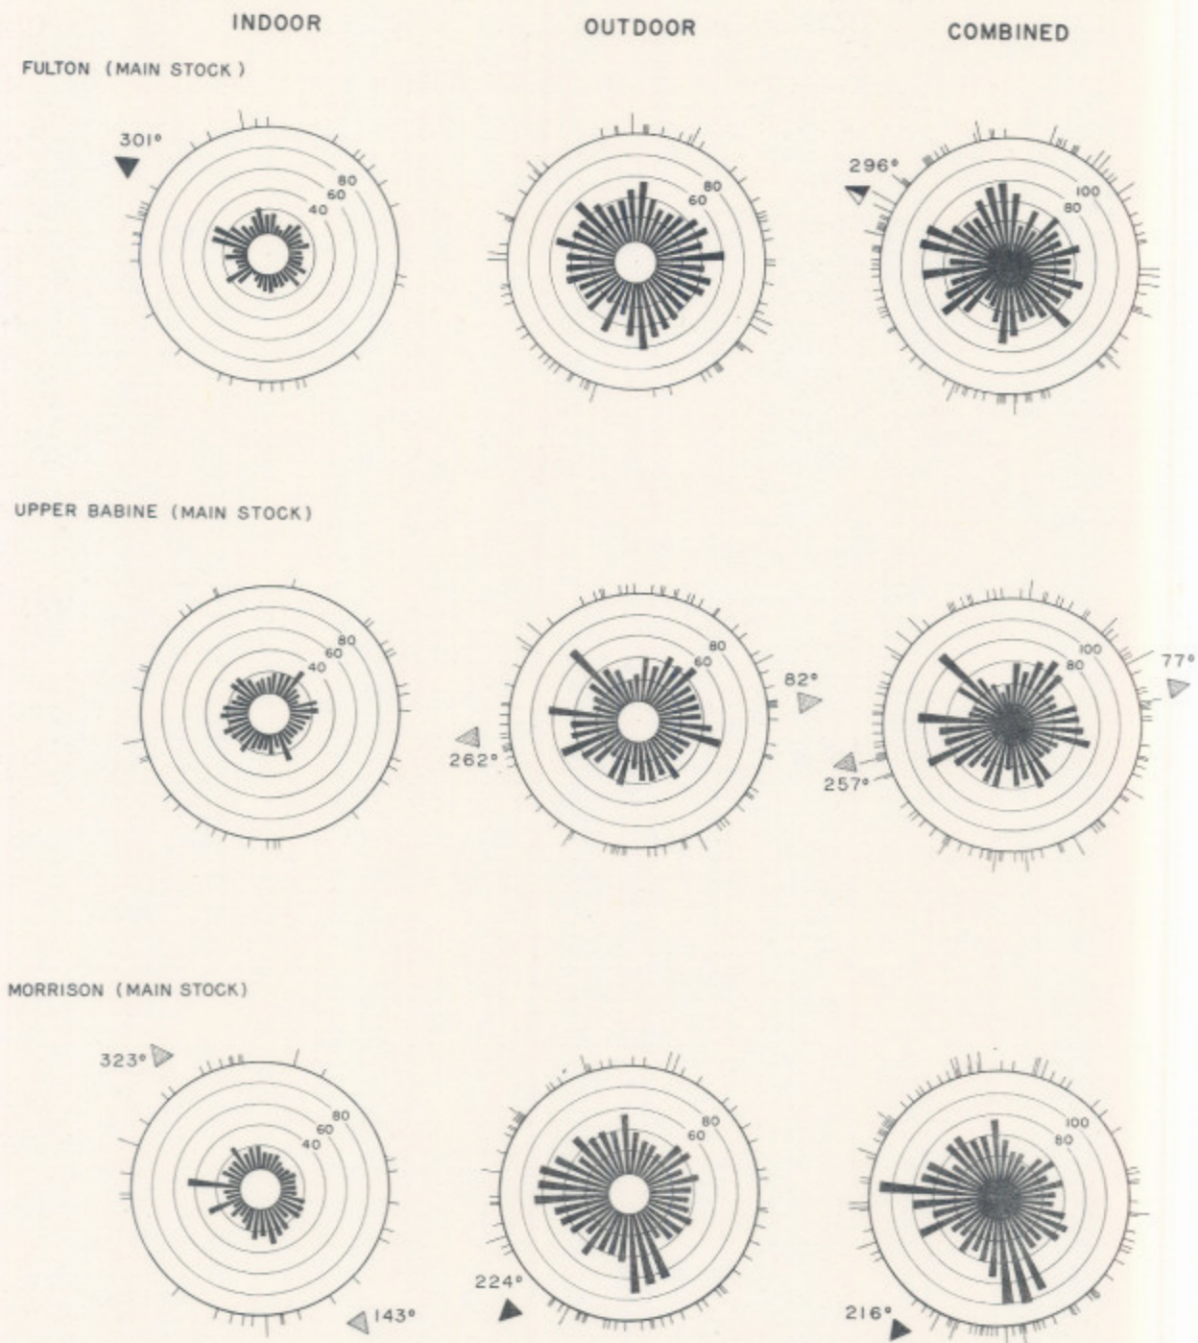 INDOOR OUTDOOR COMBINED
FULTON (MAIN STOCK)
301° 80 60 40
80 60
296° 100 80
UPPER BABINE (MAIN STOCK)
80 60 40
80 60 82° 262°
100 80 77° 257°
MORRISON (MAIN STOCK)
323° 80 60 40 143°
80 60 224°
100 80 216°